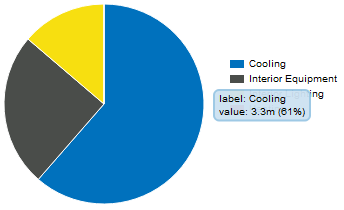 Cooling
Interior Equipment
label: Cooling
value: 3.3m (61%)